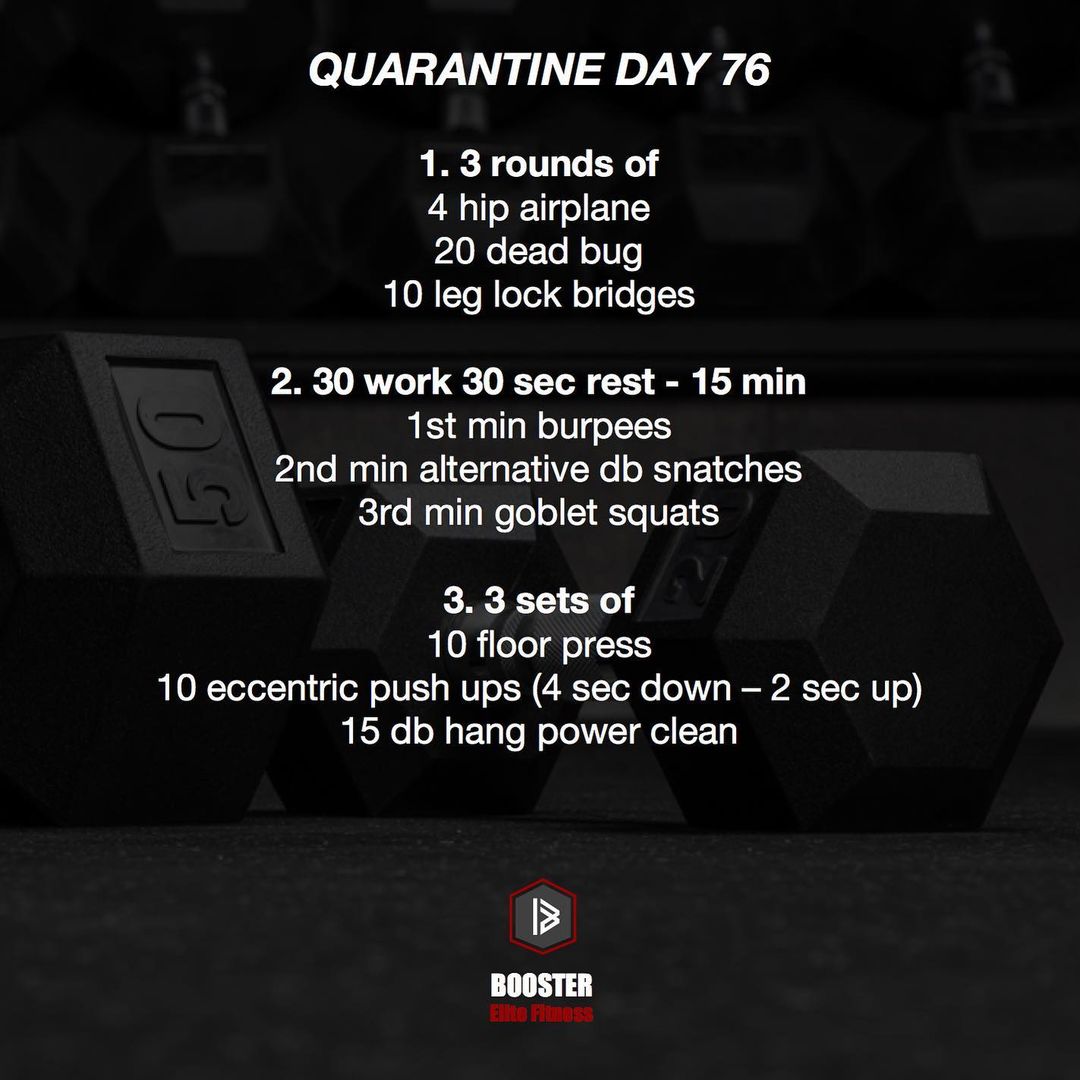 QUARANTINE DAY 76
1. 3 rounds of
4 hip airplane
20 dead bug
10 leg lock bridges
2. 30 work 30 sec rest - 15 min
1st min burpees
2nd min alternative db snatches
3rd min goblet squats
3. 3 sets of
10 floor press
10 eccentric push ups (4 sec down – 2 sec up)
15 db hang power clean
50
20
BOOSTER
Elite Fitness